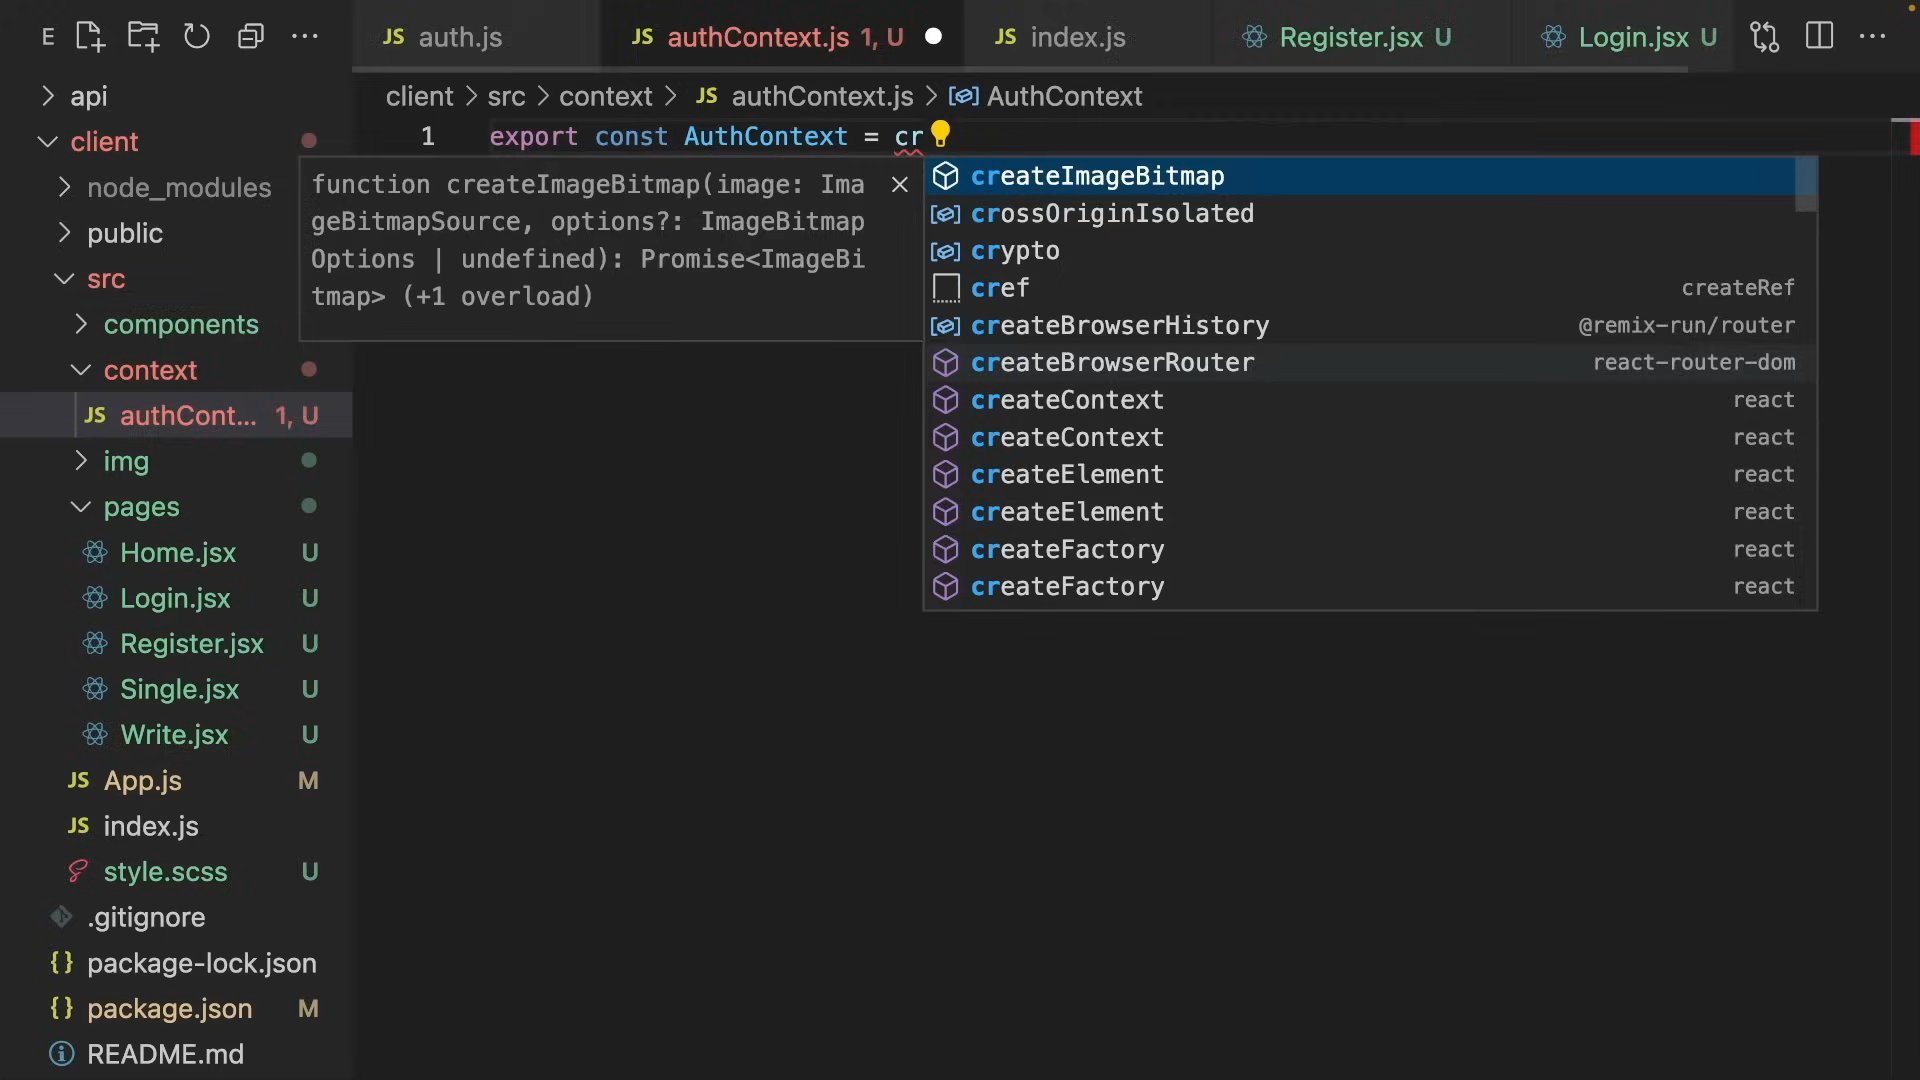 E
JS auth.js
JS authContext.js 1, U
JS index.js
Register.jsx U
Login.jsx U
client > src > context > JS authContext.js > AuthContext
1 export const AuthContext = cr
api
client
node_modules
public
src
components
context
JS authCont... 1, U
img
pages
Home.jsx U
Login.jsx U
Register.jsx U
Single.jsx U
Write.jsx U
JS App.js M
JS index.js
style.scss U
.gitignore
{} package-lock.json
{} package.json M
README.md
function createImageBitmap(image: Ima
geBitmapSource, options?: ImageBitmap
Options | undefined): Promise<ImageBi
tmap> (+1 overload)
createImageBitmap
crossOriginIsolated
crypto
cref createRef
createBrowserHistory @remix-run/router
createBrowserRouter react-router-dom
createContext react
createContext react
createElement react
createElement react
createFactory react
createFactory react